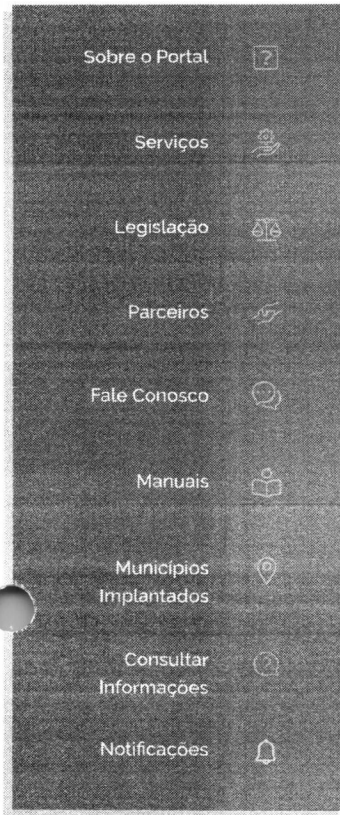 Sobre o Portal
Serviços
Legislação
Parceiros
Fale Conosco
Manuais
Municípios
Implantados
Consultar
Informações
Notificações